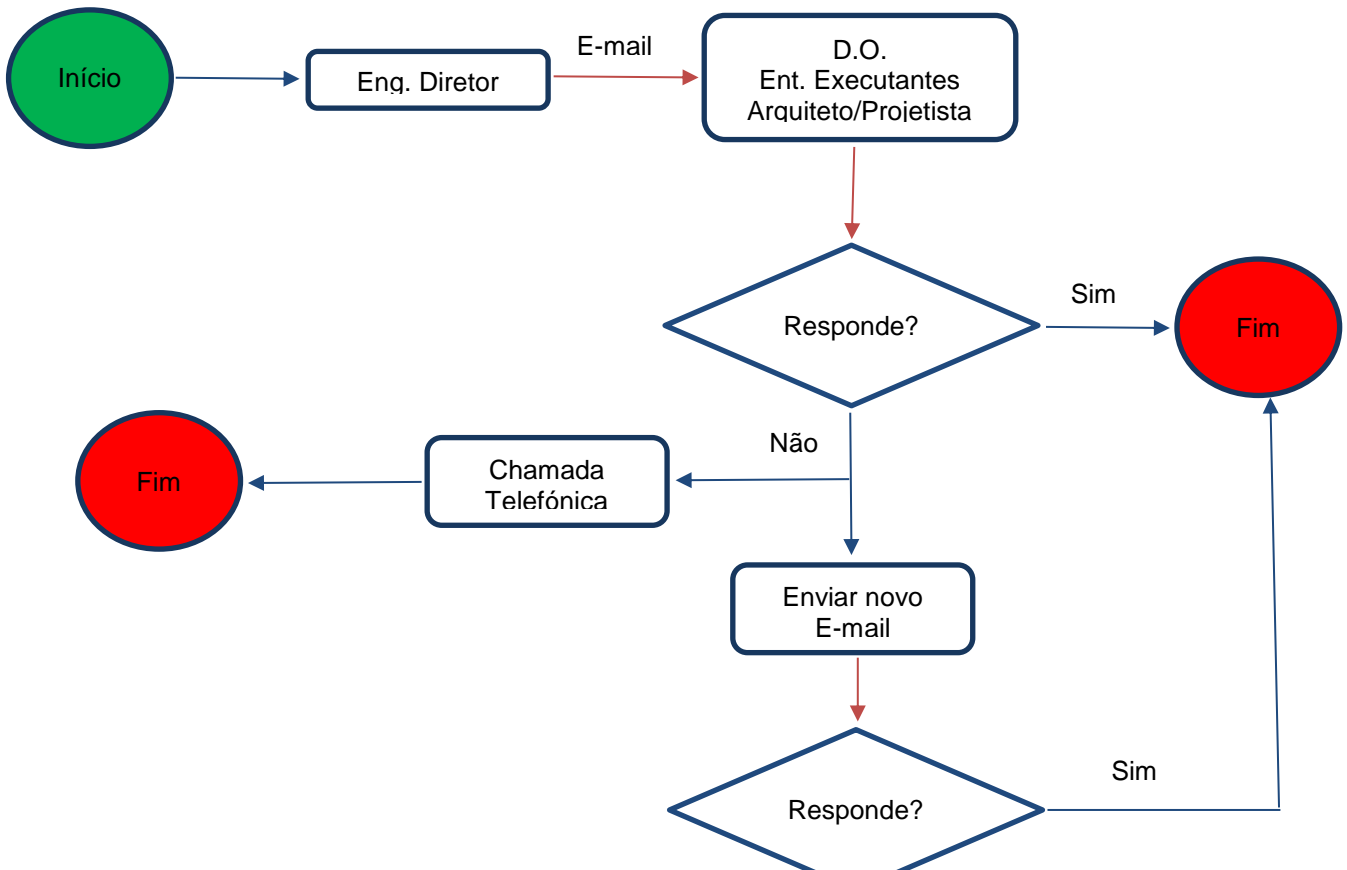 Início
Eng. Diretor
E-mail
D.O.
Ent. Executantes
Arquiteto/Projetista
Responde?
Sim
Fim
Não
Chamada
Telefónica
Fim
Enviar novo
E-mail
Responde?
Sim